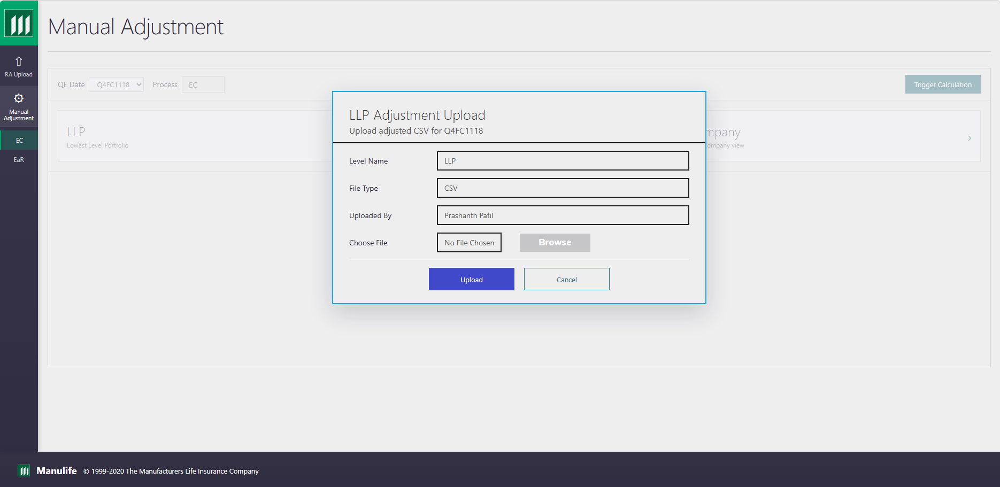 Manual Adjustment
RA Upload
Manual
Adjustment
EC
EaR
QE Date
Q4FC1118
Process
EC
Trigger Calculation
LLP
Lowest Level Portfolio
LLP Adjustment Upload
Upload adjusted CSV for Q4FC1118
Level Name
LLP
File Type
CSV
Uploaded By
Prashanth Patil
Choose File
No File Chosen
Browse
Upload
Cancel
mpany
ompany view
Manulife
© 1999-2020 The Manufacturers Life Insurance Company